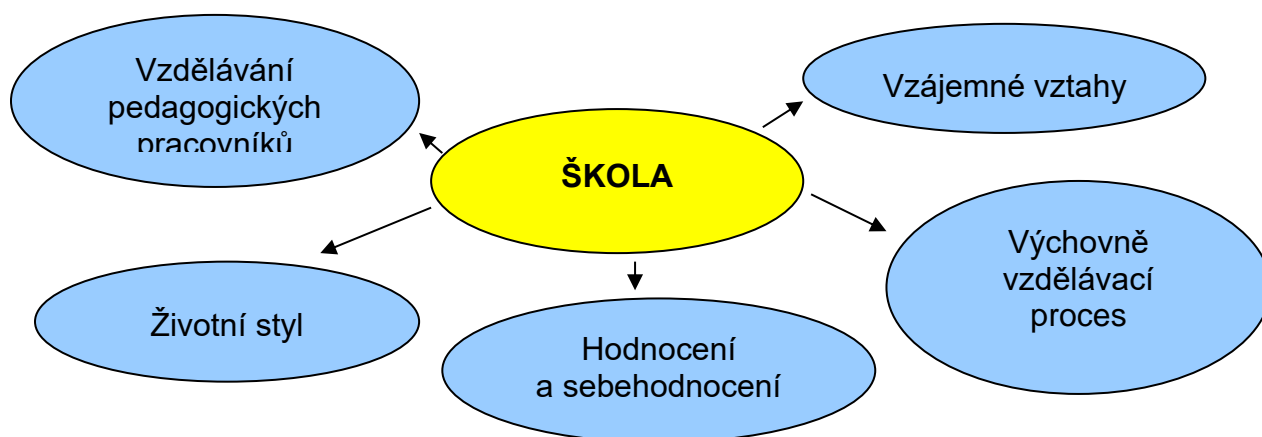 Vzdělávání
pedagogických
pracovníků
Vzájemné vztahy
ŠKOLA
Výchovně
vzdělávací
proces
Životní styl
Hodnocení
a sebehodnocení